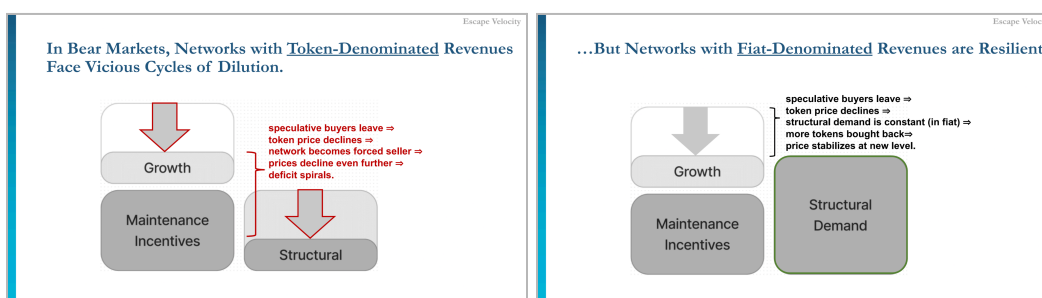 Escape Velocity
In Bear Markets, Networks with Token-Denominated Revenues
Face Vicious Cycles of Dilution.
speculative buyers leave ⇒
token price declines ⇒
network becomes forced seller ⇒
prices decline even further ⇒
deficit spirals.
Growth
Maintenance
Incentives
Structural
Escape Veloc
...But Networks with Fiat-Denominated Revenues are Resilient
speculative buyers leave ⇒
token price declines ⇒
structural demand is constant (in fiat) ⇒
more tokens bought back⇒
price stabilizes at new level.
Growth
Maintenance
Incentives
Structural
Demand